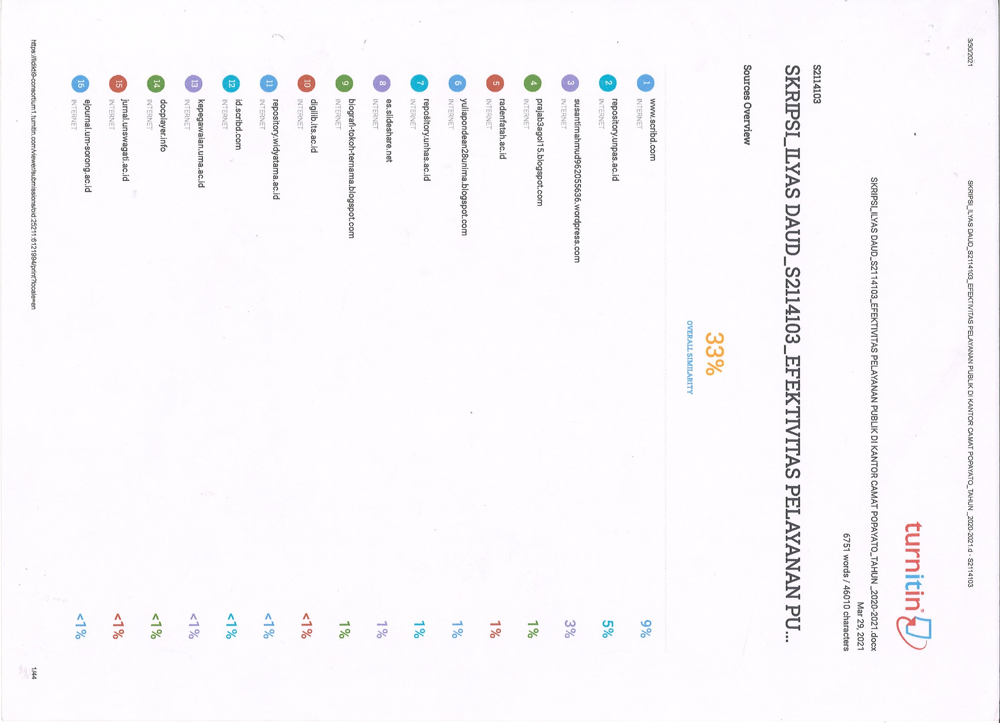 3/30/2021
SKRIPSI_ILYAS DAUD_S2114103_EFEKTIVITAS PELAYANAN PUBLIK DI KANTOR CAMAT POPAYATO_TAHUN _2020-2021.d - S2114103
turnitin®
SKRIPSI_ILYAS DAUD_S2114103_EFEKTIVITAS PELAYANAN PUBLIK DI KANTOR CAMAT POPAYATO_TAHUN _2020-2021.docx
Mar 29, 2021
6751 words / 46010 characters
S2114103
SKRIPSI_ILYAS DAUD_S2114103_EFEKTIVITAS PELAYANAN PU...
Sources Overview
33%
OVERALL SIMILARITY
1 www.scribd.com 9%
INTERNET
2 repository.unpas.ac.id 5%
INTERNET
3 susantimahmud962055636.wordpress.com 3%
INTERNET
4 prajab3agol15.blogspot.com 1%
INTERNET
5 radenfatah.ac.id 1%
INTERNET
6 yuliapondean28unima.blogspot.com 1%
INTERNET
7 repository.unhas.ac.id 1%
INTERNET
8 es.slideshare.net 1%
INTERNET
9 biografi-tokoh-ternama.blogspot.com 1%
INTERNET
10 digilib.its.ac.id <1%
INTERNET
11 repository.widyatama.ac.id <1%
INTERNET
12 id.scribd.com <1%
INTERNET
13 kepegawaian.uma.ac.id <1%
INTERNET
14 docplayer.info <1%
INTERNET
15 jurnal.unswagati.ac.id <1%
INTERNET
16 ejournal.um-sorong.ac.id <1%
INTERNET
https://lldikti9-consortium1.turnitin.com/viewer/submissions/oid:25211:6121994/print?locale=en
1/44